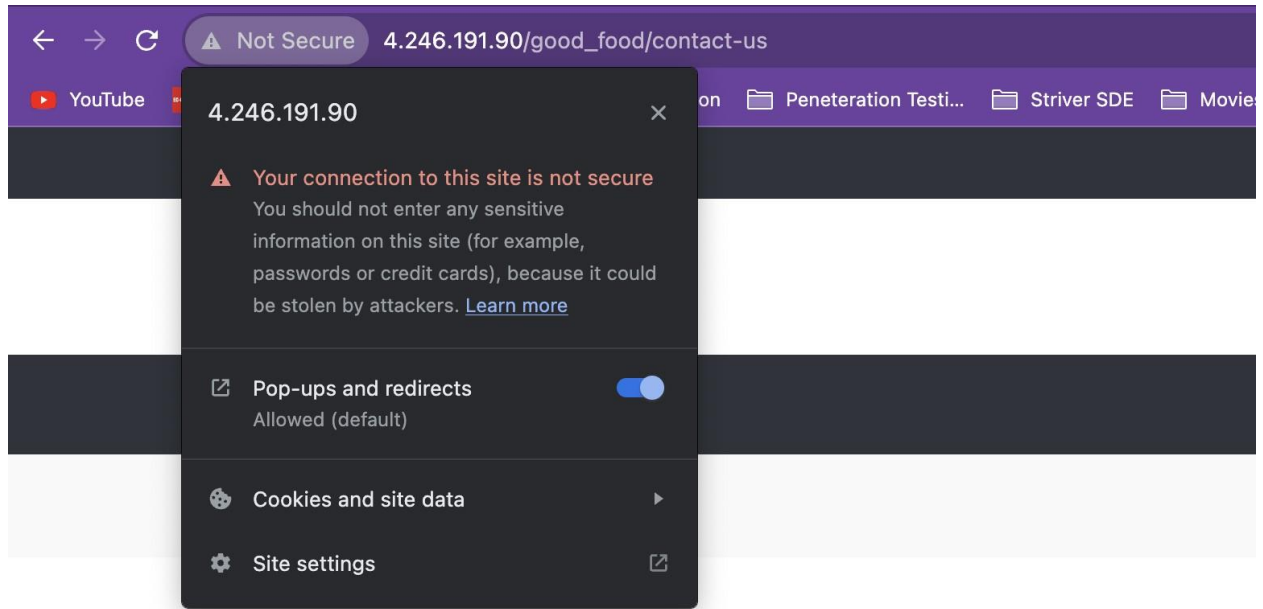 Not Secure 4.246.191.90/good_food/contact-us
YouTube on Peneteration Testi... Striver SDE Movie
4.246.191.90
Your connection to this site is not secure
You should not enter any sensitive
information on this site (for example,
passwords or credit cards), because it could
be stolen by attackers. Learn more
Pop-ups and redirects
Allowed (default)
Cookies and site data
Site settings